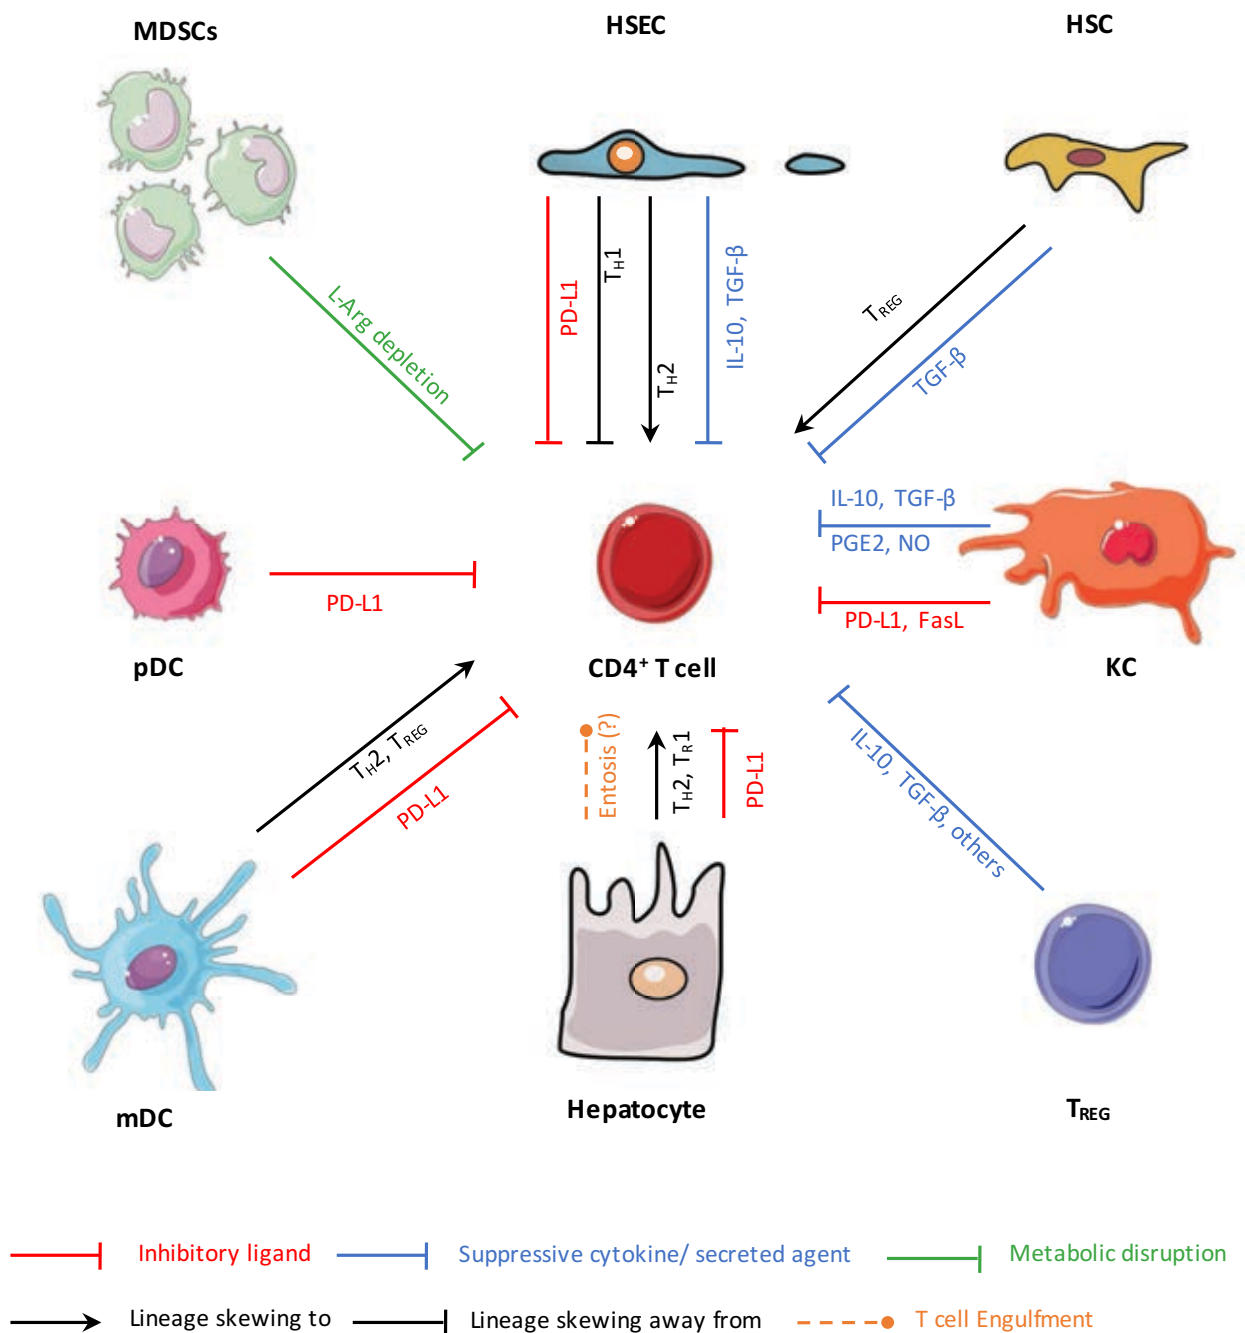 MDSCs
HSEC
HSC
L-Arg depletion
PD-L1
TH1
TH2
IL-10, TGF-β
TREG
TGF-β
IL-10, TGF-β
PGE2, NO
PD-L1, FasL
PD-L1
pDC
CD4+ T cell
KC
TH2, TREG
PD-L1
Entosis (?)
TH2, TR1
PD-L1
IL-10, TGF-β, others
mDC
Hepatocyte
TREG
Inhibitory ligand
Suppressive cytokine/ secreted agent
Metabolic disruption
Lineage skewing to
Lineage skewing away from
T cell Engulfment